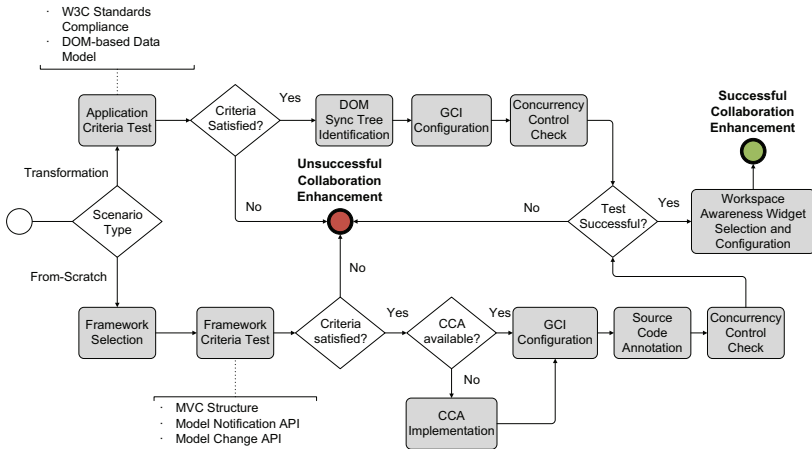 · W3C Standards
Compliance
· DOM-based Data
Model
Application
Criteria Test
Criteria
Satisfied?
Yes
DOM
Sync Tree
Identification
GCI
Configuration
Concurrency
Control
Check
Successful
Collaboration
Enhancement
Transformation
No
Unsuccessful
Collaboration
Enhancement
Scenario
Type
No
Test
Successful?
Yes
Workspace
Awareness Widget
Selection and
Configuration
From-Scratch
No
Framework
Selection
Framework
Criteria Test
Criteria
satisfied?
Yes
CCA
available?
Yes
GCI
Configuration
Source
Code
Annotation
Concurrency
Control
Check
No
CCA
Implementation
· MVC Structure
· Model Notification API
· Model Change API